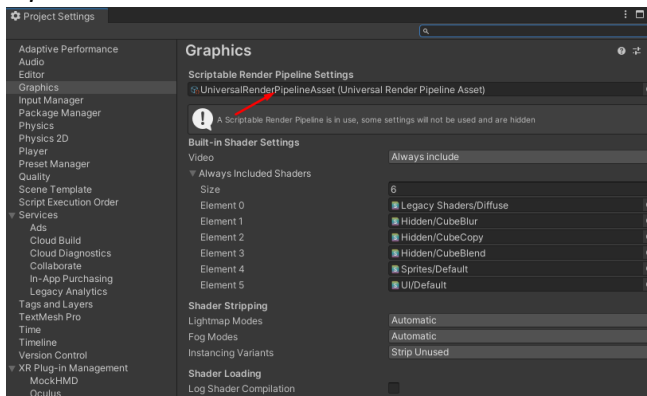 Project Settings
Adaptive Performance
Audio
Editor
Graphics
Input Manager
Package Manager
Physics
Physics 2D
Player
Preset Manager
Quality
Scene Template
Script Execution Order
Services
Ads
Cloud Build
Cloud Diagnostics
Collaborate
In-App Purchasing
Legacy Analytics
Tags and Layers
TextMesh Pro
Time
Timeline
Version Control
XR Plug-in Management
MockHMD
Oculus
Graphics
Scriptable Render Pipeline Settings
UniversalRenderPipelineAsset (Universal Render Pipeline Asset)
A Scriptable Render Pipeline is in use, some settings will not be used and are hidden
Built-in Shader Settings
Video Always include
Always Included Shaders
Size 6
Element 0 Legacy Shaders/Diffuse
Element 1 Hidden/CubeBlur
Element 2 Hidden/CubeCopy
Element 3 Hidden/CubeBlend
Element 4 Sprites/Default
Element 5 UI/Default
Shader Stripping
Lightmap Modes Automatic
Fog Modes Automatic
Instancing Variants Strip Unused
Shader Loading
Log Shader Compilation